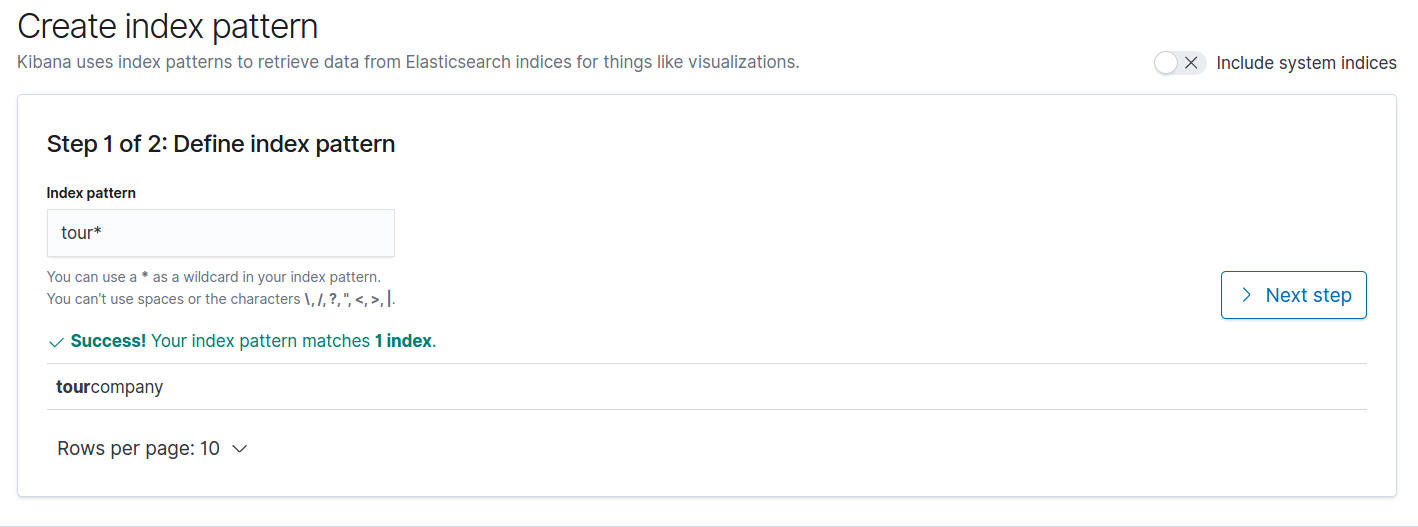 Create index pattern
Kibana uses index patterns to retrieve data from Elasticsearch indices for things like visualizations.
Include system indices
Step 1 of 2: Define index pattern
Index pattern
tour*
You can use a * as a wildcard in your index pattern.
You can't use spaces or the characters \, /, ?, ", <, >, |.
Next step
Success! Your index pattern matches 1 index.
tourcompany
Rows per page: 10